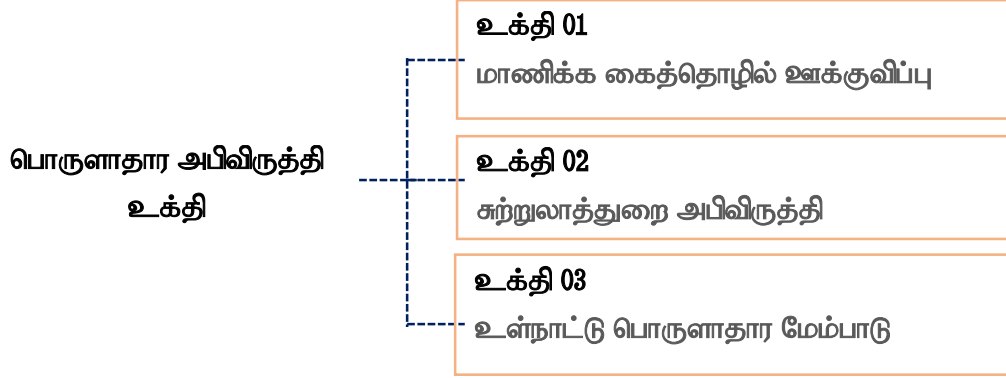 பொருளாதார அபிவிருத்தி
உக்தி
உக்தி 01
மாணிக்க கைத்தொழில் ஊக்குவிப்பு
உக்தி 02
சுற்றுலாத்துறை அபிவிருத்தி
உக்தி 03
உள்நாட்டு பொருளாதார மேம்பாடு